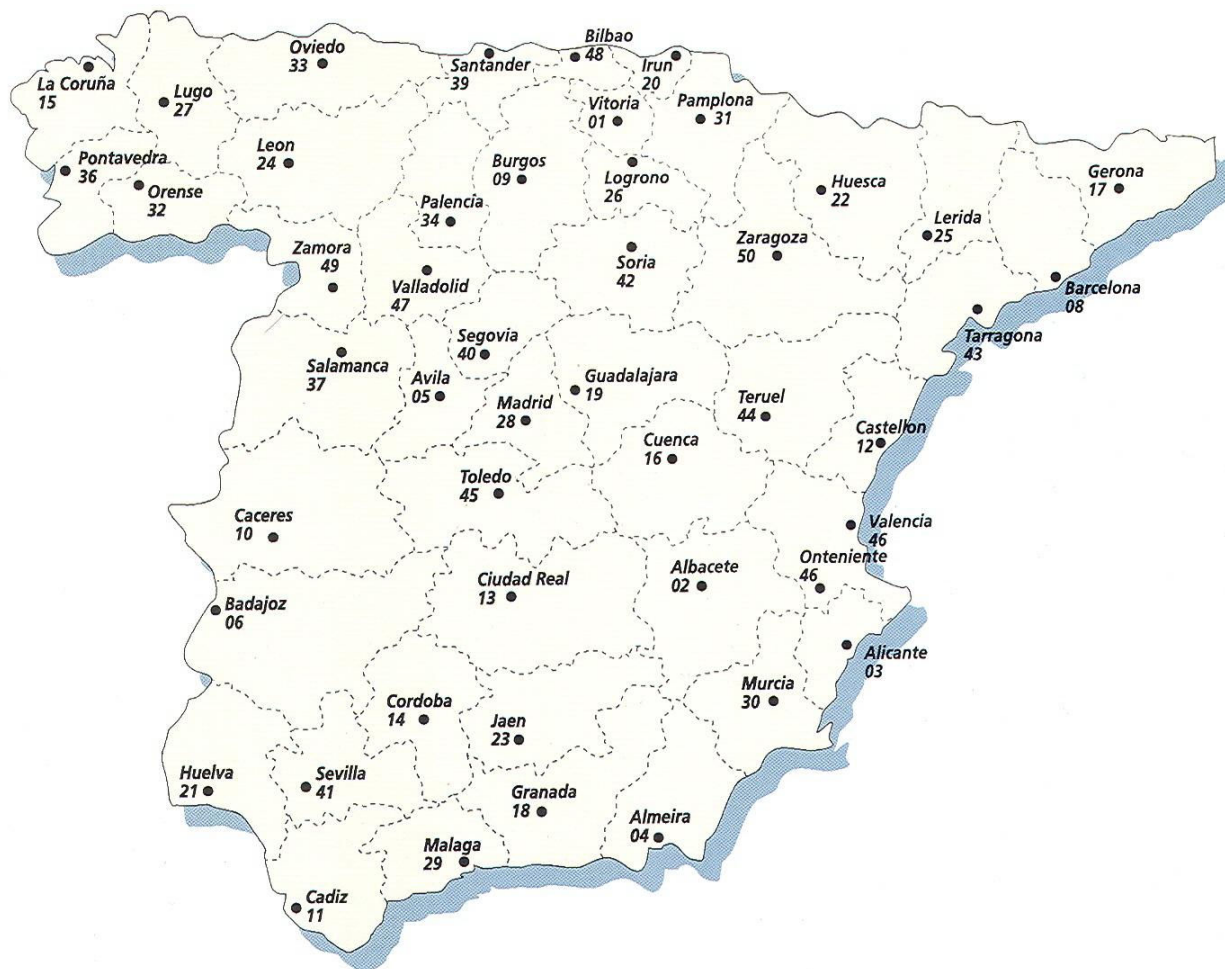 Bilbao
48
Oviedo
33
Santander
39
Irun
20
La Coruña
15
Lugo
27
Vitoria
01
Pamplona
31
Leon
24
Pontavedra
36
Orense
32
Burgos
09
Logrono
26
Huesca
22
Gerona
17
Palencia
34
Lerida
25
Zamora
49
Valladolid
47
Soria
42
Zaragoza
50
Barcelona
08
Tarragona
43
Segovia
40
Salamanca
37
Avila
05
Madrid
28
Guadalajara
19
Teruel
44
Castellon
12
Cuenca
16
Toledo
45
Caceres
10
Valencia
46
Onteniente
46
Albacete
02
Ciudad Real
13
Badajoz
06
Alicante
03
Murcia
30
Cordoba
14
Jaen
23
Huelva
21
Sevilla
41
Granada
18
Almeira
04
Malaga
29
Cadiz
11